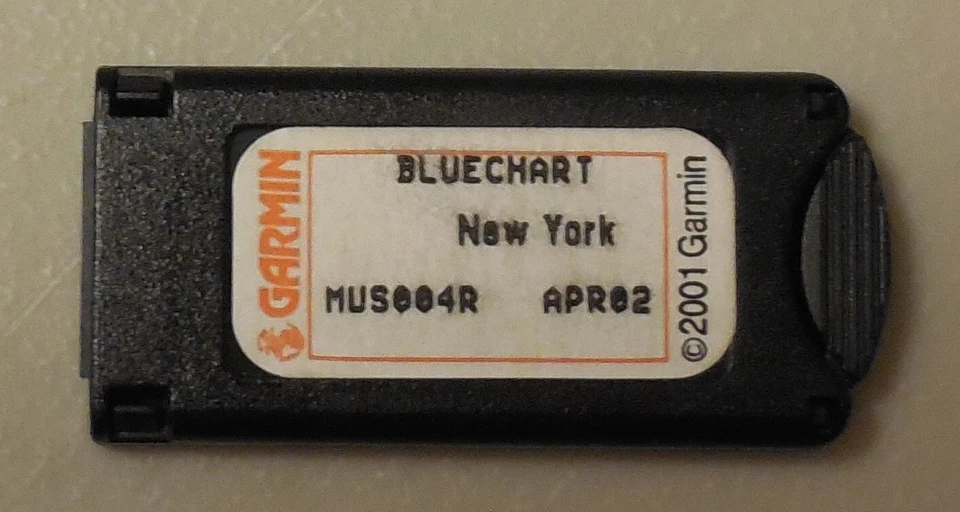 GARMIN
BLUECHART
New York
MUS004R APR02
©2001 Garmin